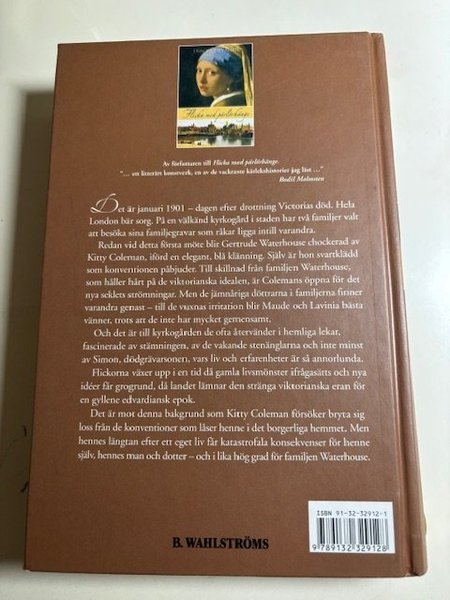 Flicka med pärlörhänge
Av författaren till Flicka med pärlörhänge.
"... ett litterärt konstverk, en av de vackraste kärlekshistorier jag läst ..."
Bodil Malmsten
Det är januari 1901 – dagen efter drottning Victorias död. Hela
London bär sorg. På en välkänd kyrkogård i staden har två familjer valt
att besöka sina familjegravar som råkar ligga intill varandra.
Redan vid detta första möte blir Gertrude Waterhouse chockerad av
Kitty Coleman, iförd en elegant, blå klänning. Själv är hon svartklädd
som konventionen påbjuder. Till skillnad från familjen Waterhouse,
som håller hårt på de viktorianska idealen, är Colemans öppna för det
nya seklets strömningar. Men de jämnåriga döttrarna i familjerna finner
varandra genast – till de vuxnas irritation blir Maude och Lavinia bästa
vänner, trots att de inte har mycket gemensamt.
Och det är till kyrkogården de ofta återvänder i hemliga lekar,
fascinerade av stämningen, av de vakande stenänglarna och inte minst
av Simon, dödgrävarsonen, vars liv och erfarenheter är så annorlunda.
Flickorna växer upp i en tid då gamla livsmönster ifrågasätts och nya
idéer får grogrund, då landet lämnar den stränga viktorianska eran för
en gyllene edvardiansk epok.
Det är mot denna bakgrund som Kitty Coleman försöker bryta sig
loss från de konventioner som låser henne i det borgerliga hemmet. Men
hennes längtan efter ett eget liv får katastrofala konsekvenser för henne
själv, hennes man och dotter – och i lika hög grad för familjen Waterhouse.
ISBN 91-32-32912-1
9 789132 329128
B. WAHLSTRÖMS